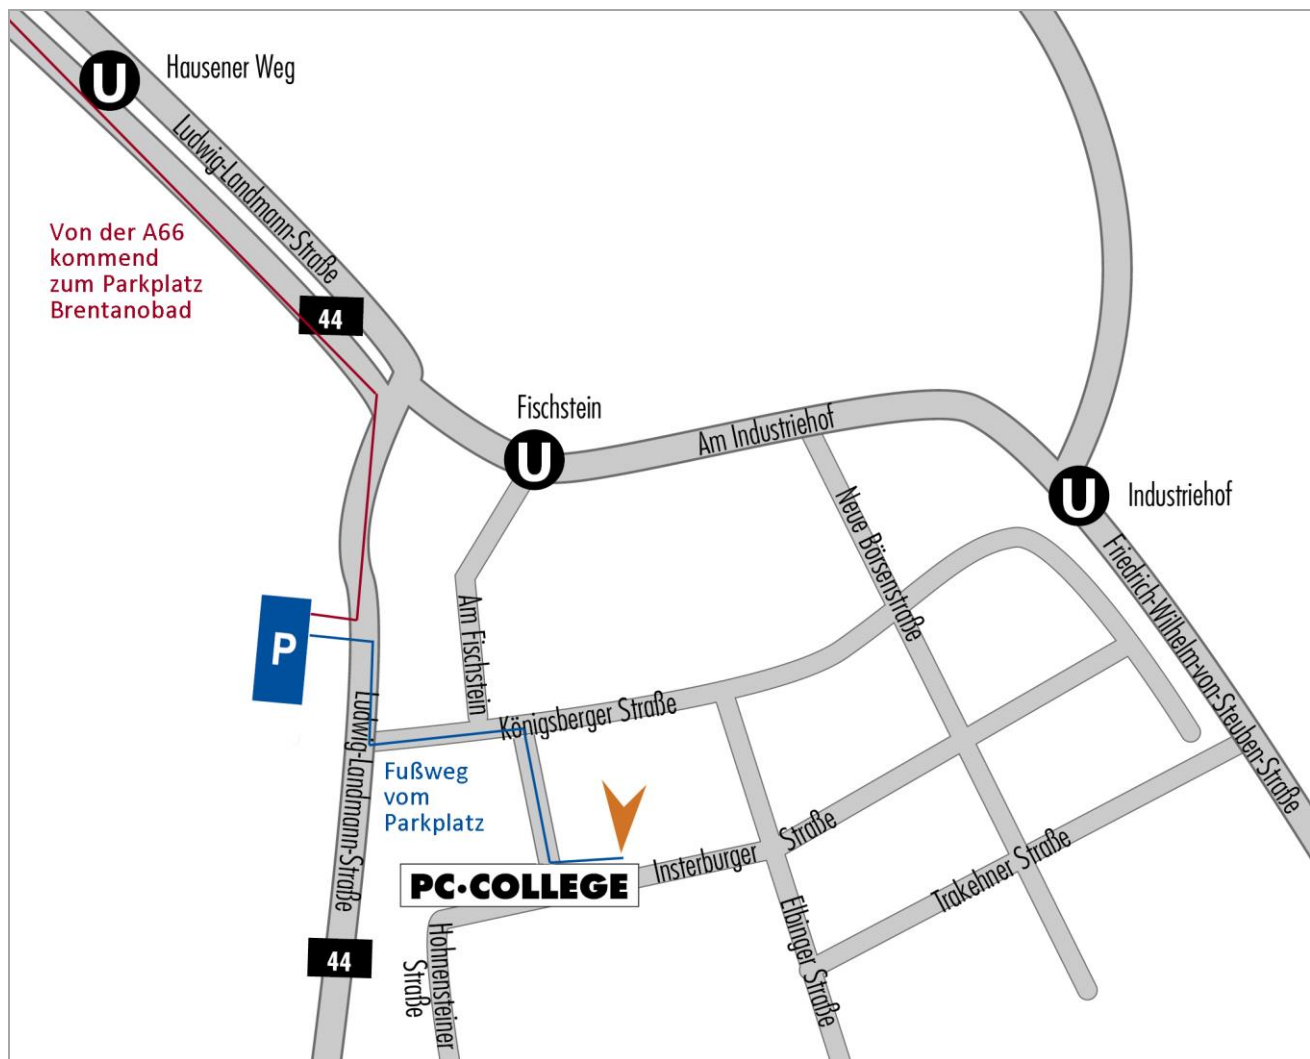 U
Hausener Weg
Ludwig-Landmann-Straße
Von der A66
kommend
zum Parkplatz
Brentanobad
44
Fischstein
U
Am Industriehof
U
Industriehof
Neue Börsenstraße
Friedrich-Wilhelm-von-Steuben-Straße
P
Am Fischstein
Ludwig-Landmann-Straße
Königsberger Straße
Fußweg
vom
Parkplatz
PC·COLLEGE
Insterburger Straße
Trakehner Straße
Elbinger Straße
Hohnensteiner
Straße
44